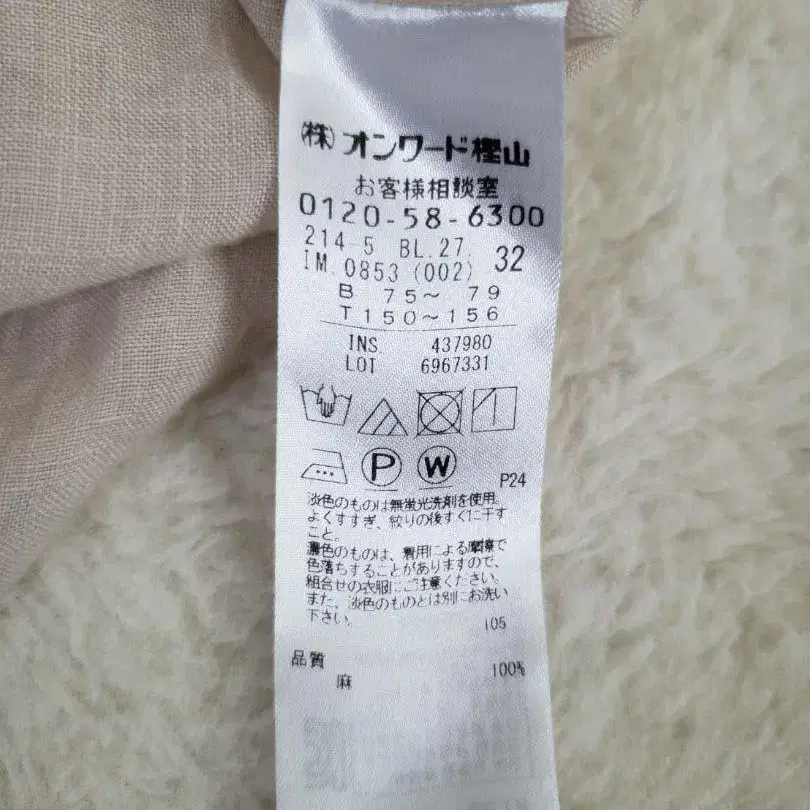 (株)オンワード樫山
お客様相談室
0120-58-6300
214-5 BL.27. 32
IM.0853 (002)
B 75～ 79
T 150～156
INS. 437980
LOT 6967331
P W
P24
淡色のものは無蛍光洗剤を使用。
よくすすぎ、絞りの後すぐに干す
こと。
濃色のものは、着用による摩擦で
色落ちすることがありますので、
組合せの衣服にご注意ください。
また、淡色のものとは別にお洗い
下さい。
105
品質
麻 100%